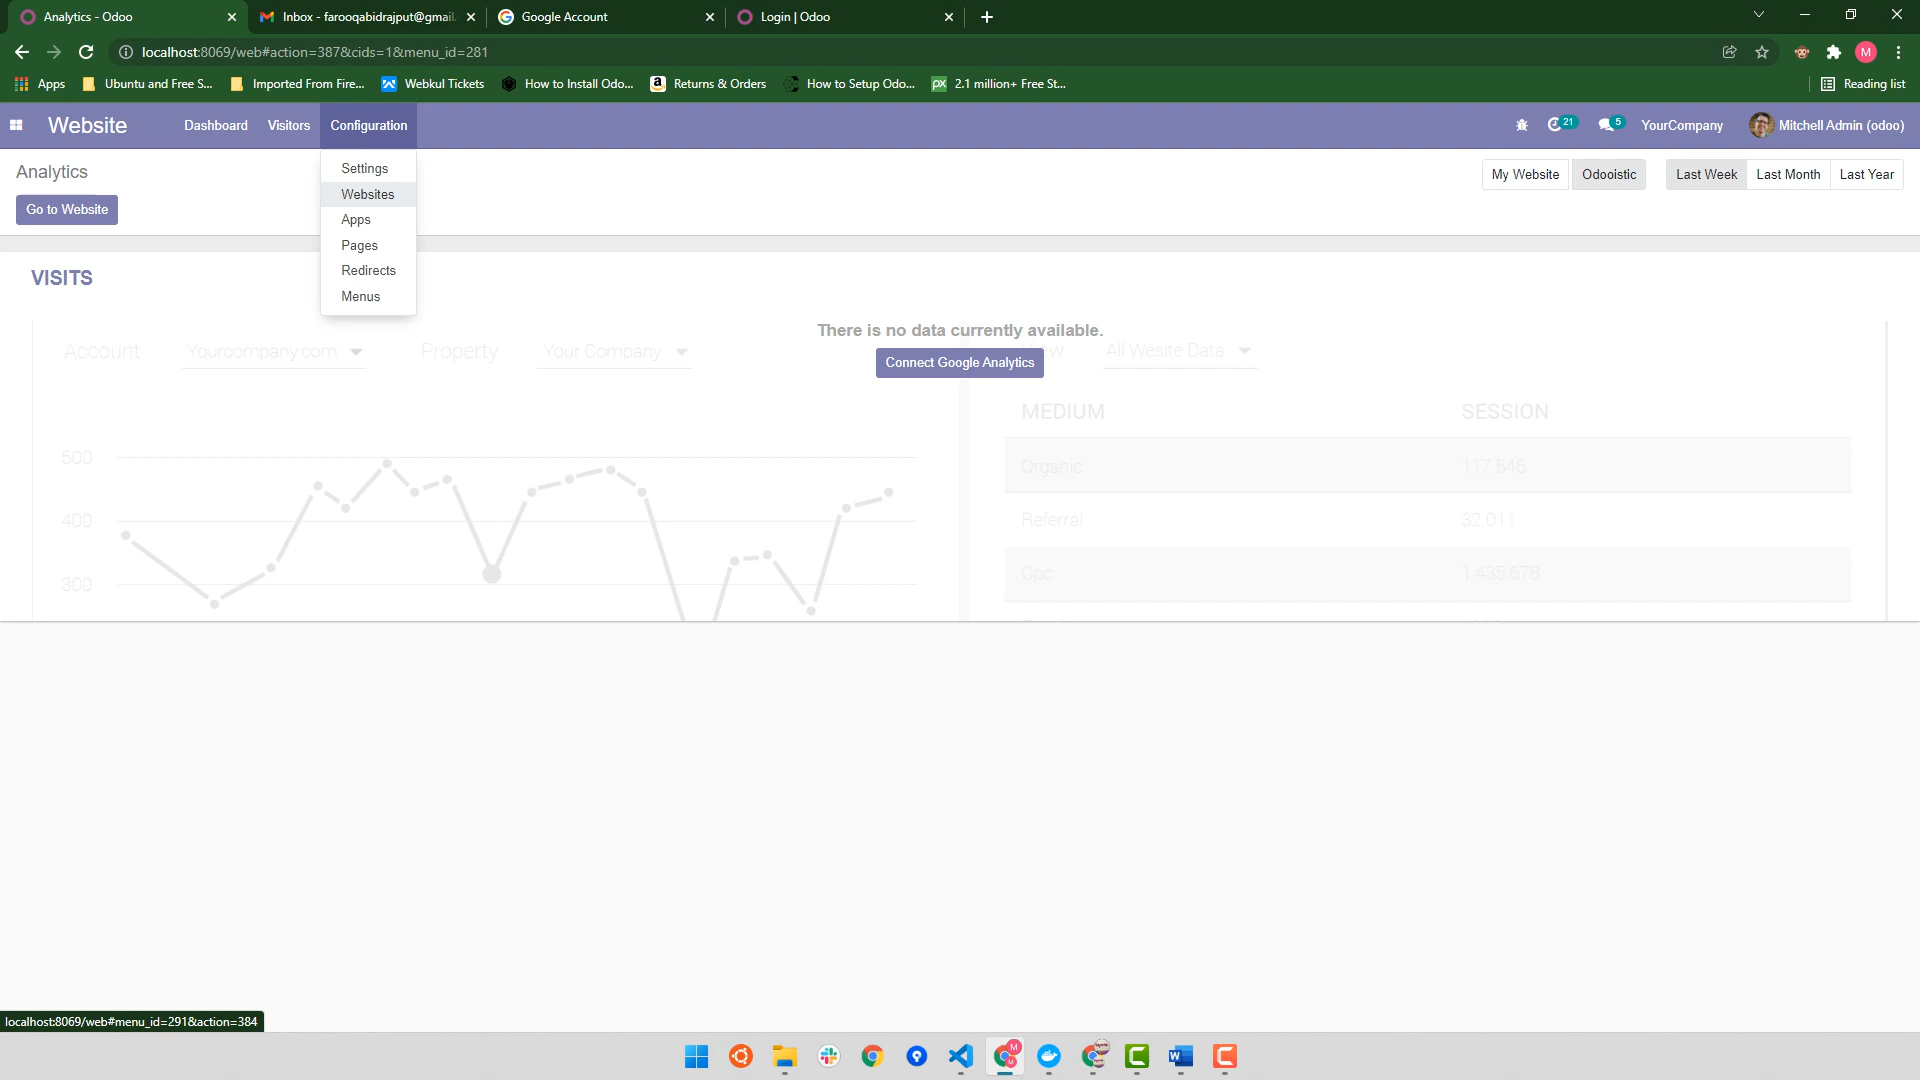 Analytics - Odoo
Inbox - farooqabidrajput@gmail.
Google Account
Login | Odoo
localhost:8069/web#action=387&cids=1&menu_id=281
Apps
Ubuntu and Free S...
Imported From Fire...
Webkul Tickets
How to Install Odo...
Returns & Orders
How to Setup Odo...
2.1 million+ Free St...
Reading list
Website
Dashboard
Visitors
Configuration
21
5
YourCompany
Mitchell Admin (odoo)
Analytics
Go to Website
Settings
Websites
Apps
Pages
Redirects
Menus
My Website
Odooistic
Last Week
Last Month
Last Year
VISITS
There is no data currently available.
Connect Google Analytics
Account
Yourcompany.com
Property
Your Company
View
All Wesite Data
MEDIUM
SESSION
500
400
300
Organic
117 546
Referral
32.011
Cpc
1 435.678
localhost:8069/web#menu_id=291&action=384